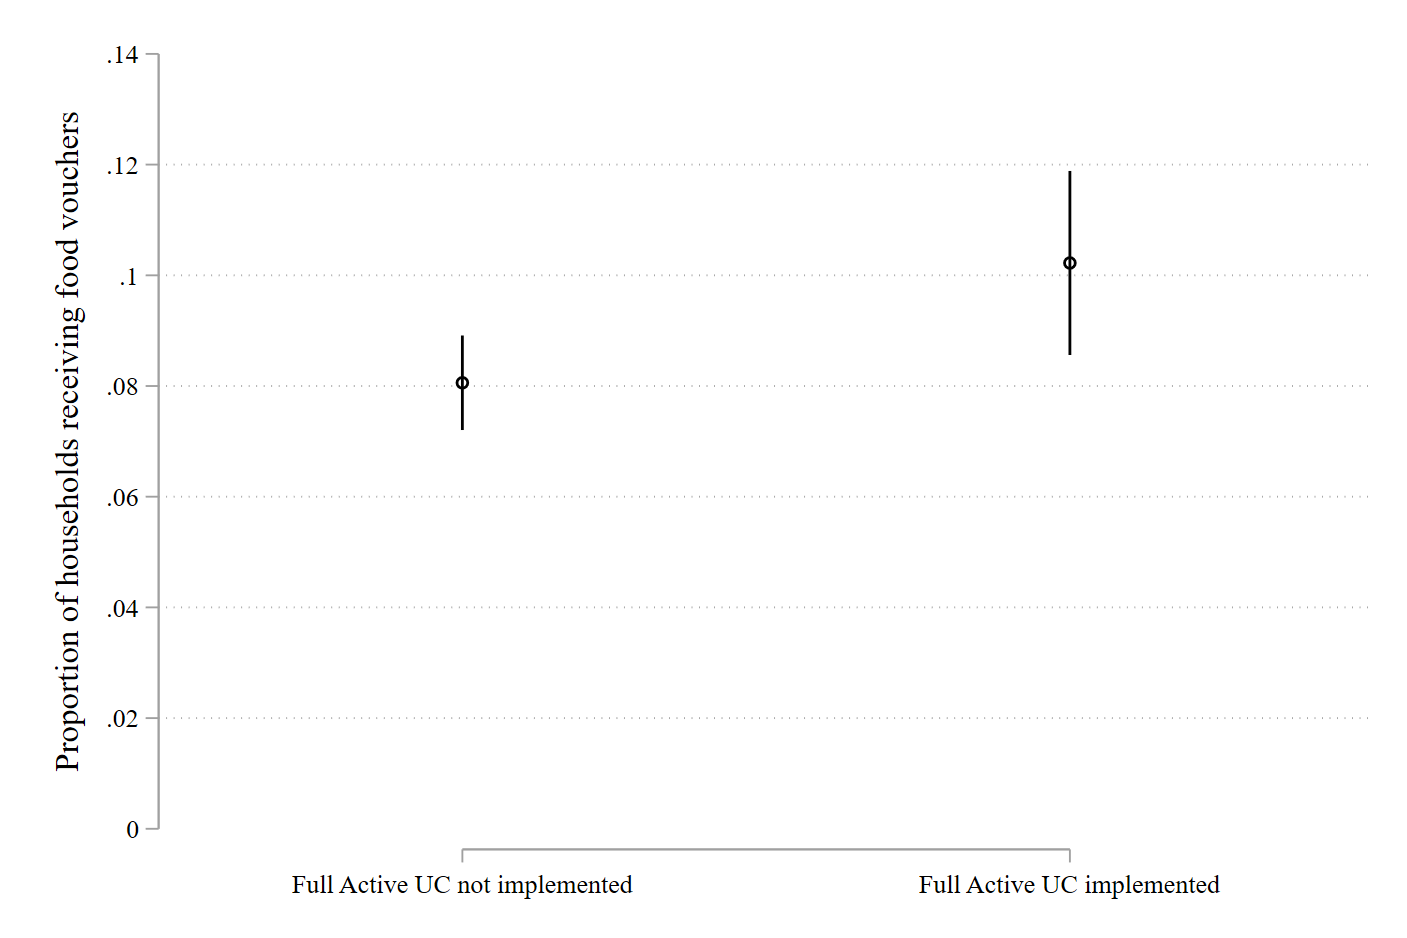 Proportion of households receiving food vouchers
.14
.12
.1
.08
.06
.04
.02
0
Full Active UC not implemented
Full Active UC implemented